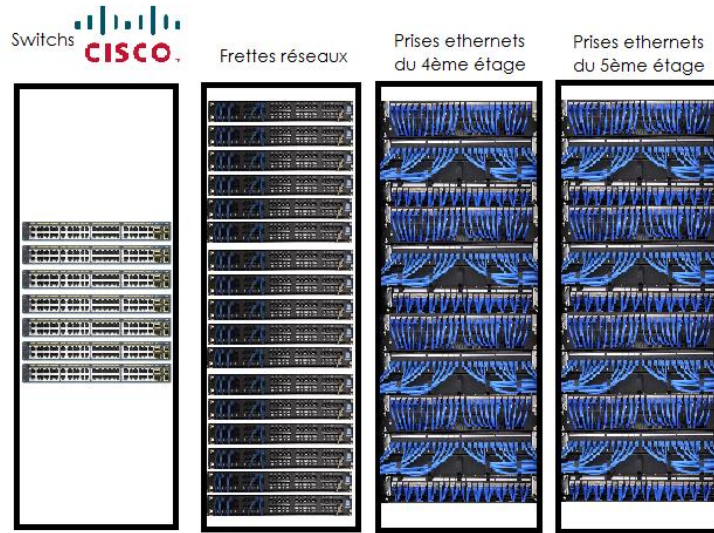 Switchs
CISCO.
Frettes réseaux
Prises ethernets
du 4ème étage
Prises ethernets
du 5ème étage